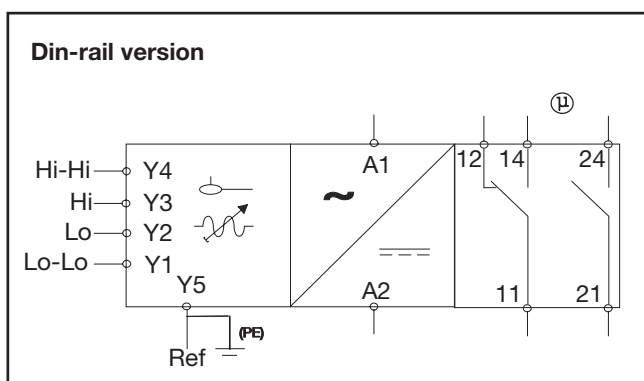 Din-rail version
µ
12 14 24
Hi-Hi Y4 A1
Hi Y3 ~
Lo Y2
Lo-Lo Y1
Y5 A2 11 21
(PE)
Ref